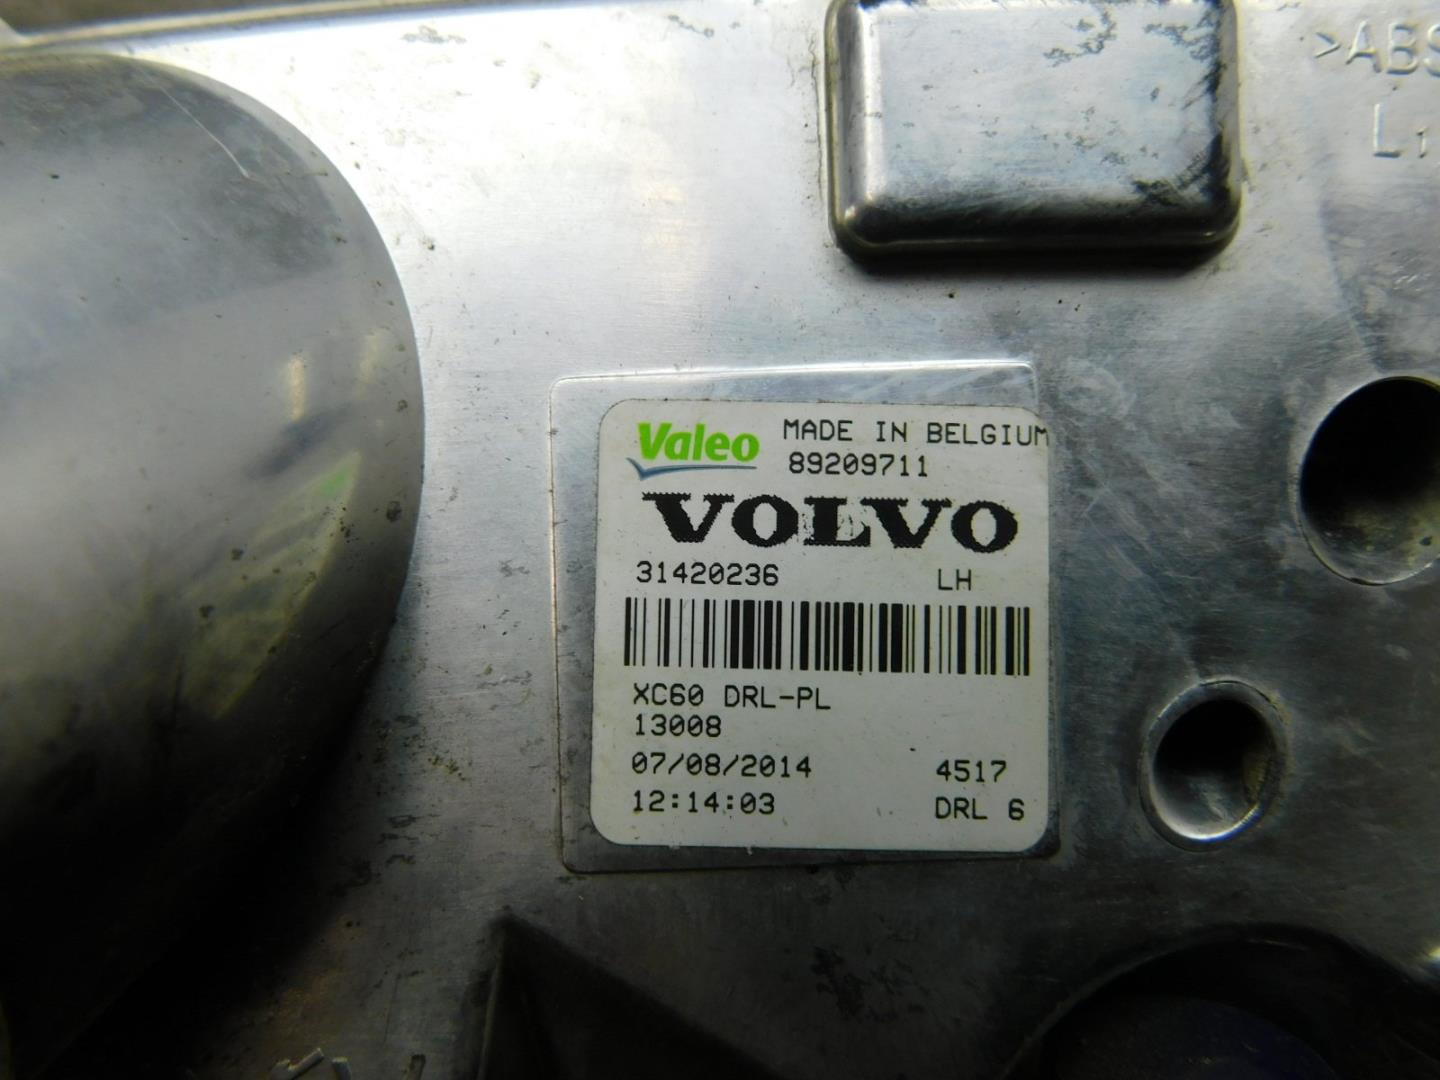 >ABS
L1
Valeo MADE IN BELGIUM
89209711
VOLVO
31420236 LH
XC60 DRL-PL
13008
07/08/2014 4517
12:14:03 DRL 6